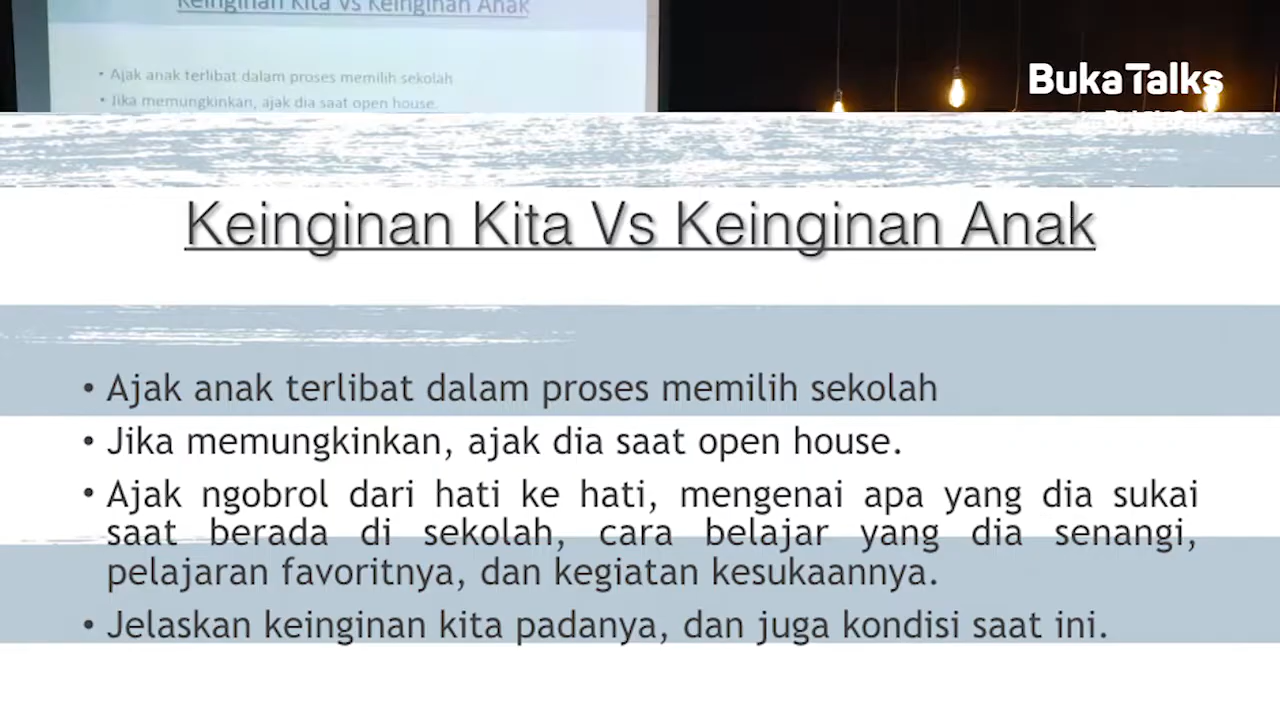 Keinginan Kita Vs Keinginan Anak
• Ajak anak terlibat dalam proses memilih sekolah
• Jika memungkinkan, ajak dia saat open house.
BukaTalks
Keinginan Kita Vs Keinginan Anak
• Ajak anak terlibat dalam proses memilih sekolah
• Jika memungkinkan, ajak dia saat open house.
• Ajak ngobrol dari hati ke hati, mengenai apa yang dia sukai
saat berada di sekolah, cara belajar yang dia senangi,
pelajaran favoritnya, dan kegiatan kesukaannya.
• Jelaskan keinginan kita padanya, dan juga kondisi saat ini.